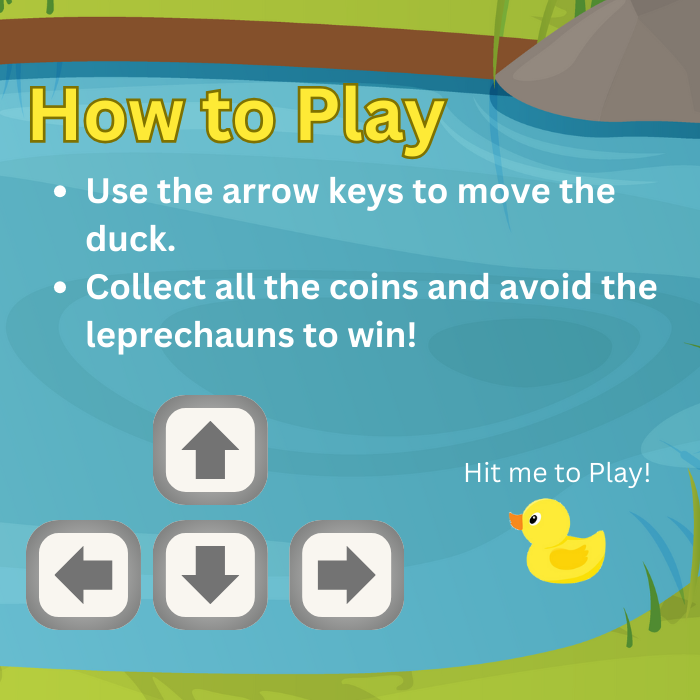 How to Play
• Use the arrow keys to move the
duck.
• Collect all the coins and avoid the
leprechauns to win!
Hit me to Play!